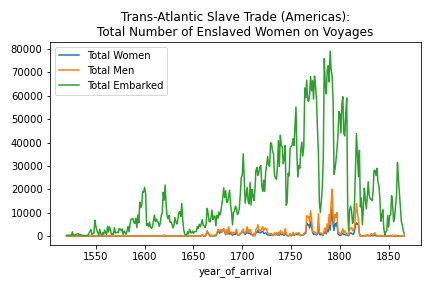 Trans-Atlantic Slave Trade (Americas):
Total Number of Enslaved Women on Voyages
Total Women
Total Men
Total Embarked
80000
70000
60000
50000
40000
30000
20000
10000
0
1550 1600 1650 1700 1750 1800 1850
year_of_arrival